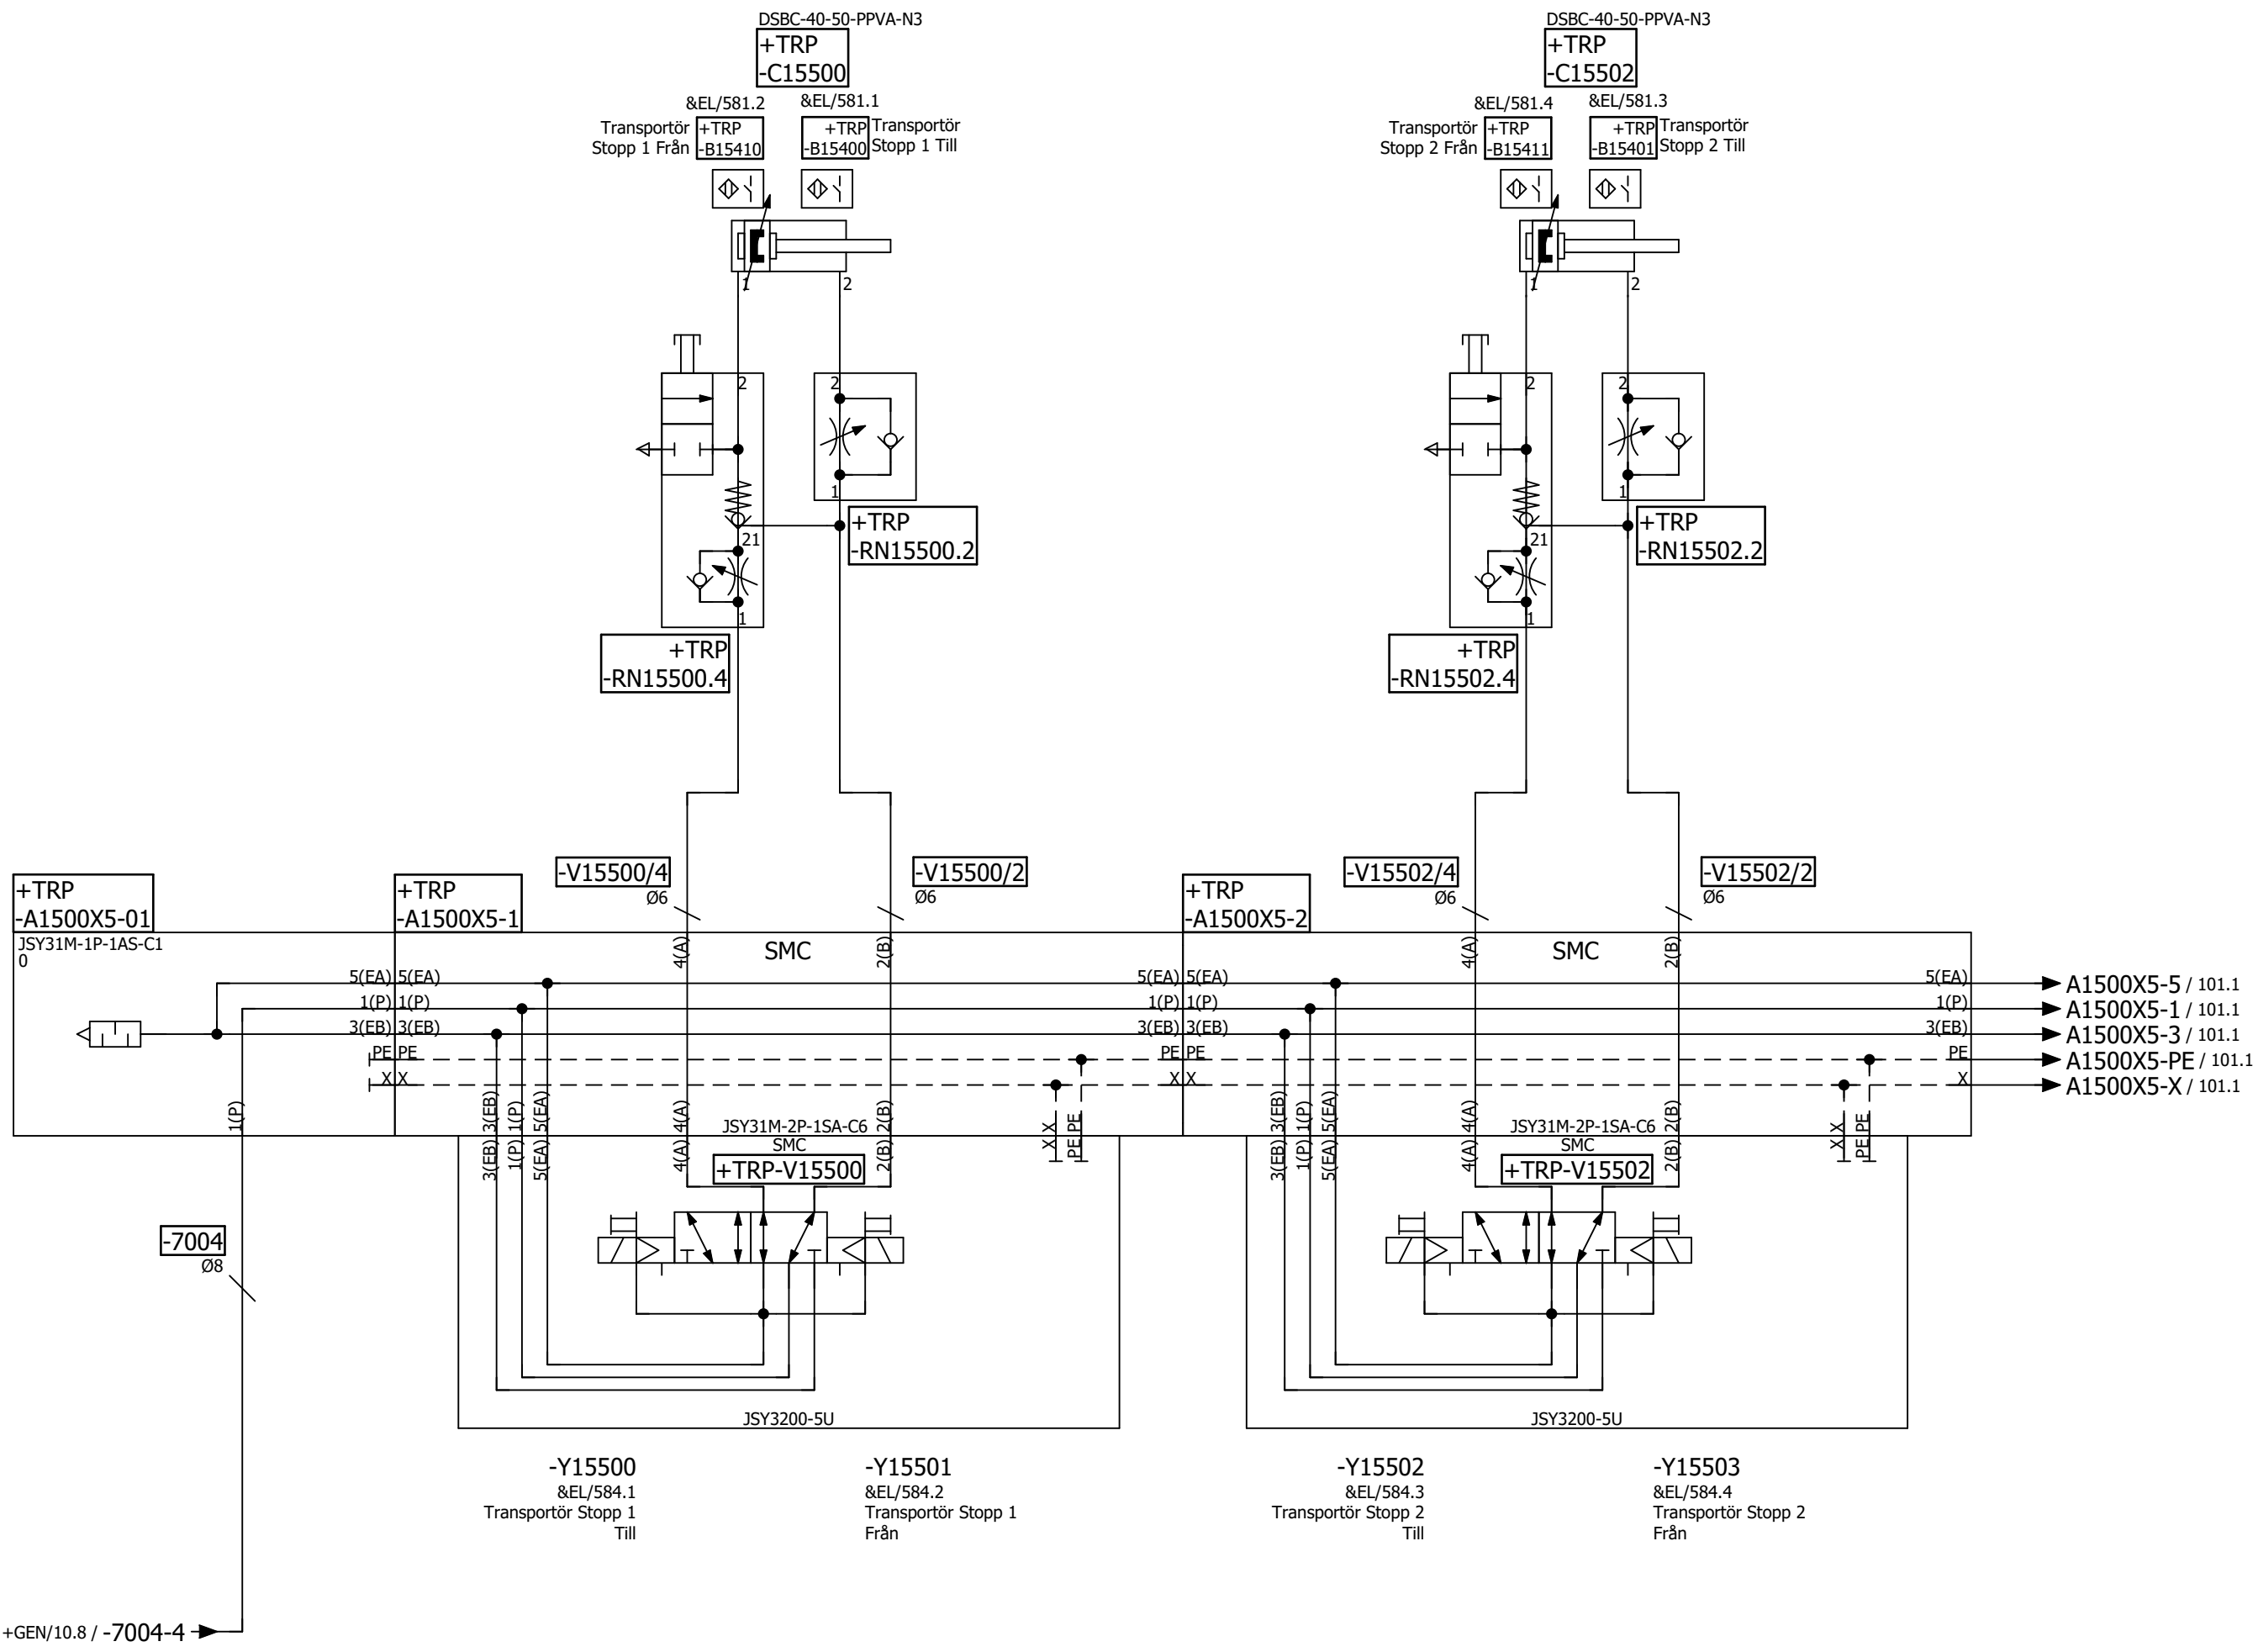 DSBC-40-50-PPVA-N3
+TRP
-C15500
&EL/581.2
&EL/581.1
Transportör
Stopp 1 Från
+TRP
-B15410
+TRP
-B15400
Transportör
Stopp 1 Till
1
2
2
2
1
21
1
+TRP
-RN15500.2
+TRP
-RN15500.4
DSBC-40-50-PPVA-N3
+TRP
-C15502
&EL/581.4
&EL/581.3
Transportör
Stopp 2 Från
+TRP
-B15411
+TRP
-B15401
Transportör
Stopp 2 Till
1
2
2
2
1
21
1
+TRP
-RN15502.2
+TRP
-RN15502.4
+TRP
-A1500X5-01
JSY31M-1P-1AS-C1
0
+TRP
-A1500X5-1
-V15500/4
Ø6
-V15500/2
Ø6
+TRP
-A1500X5-2
-V15502/4
Ø6
-V15502/2
Ø6
4(A)
SMC
2(B)
4(A)
SMC
2(B)
5(EA) 5(EA) 5(EA) 5(EA) 5(EA)
A1500X5-5 / 101.1
1(P) 1(P) 1(P) 1(P) 1(P)
A1500X5-1 / 101.1
3(EB) 3(EB) 3(EB) 3(EB) 3(EB)
A1500X5-3 / 101.1
PE PE PE PE PE
A1500X5-PE / 101.1
X X X X X
A1500X5-X / 101.1
1(P)
3(EB) 3(EB)
1(P) 1(P)
5(EA) 5(EA)
4(A) 4(A)
JSY31M-2P-1SA-C6
SMC
+TRP-V15500
2(B) 2(B)
X X
PE PE
JSY3200-5U
3(EB) 3(EB)
1(P) 1(P)
5(EA) 5(EA)
4(A) 4(A)
JSY31M-2P-1SA-C6
SMC
+TRP-V15502
2(B) 2(B)
X X
PE PE
JSY3200-5U
-7004
Ø8
-Y15500
&EL/584.1
Transportör Stopp 1
Till
-Y15501
&EL/584.2
Transportör Stopp 1
Från
-Y15502
&EL/584.3
Transportör Stopp 2
Till
-Y15503
&EL/584.4
Transportör Stopp 2
Från
+GEN/10.8 / -7004-4